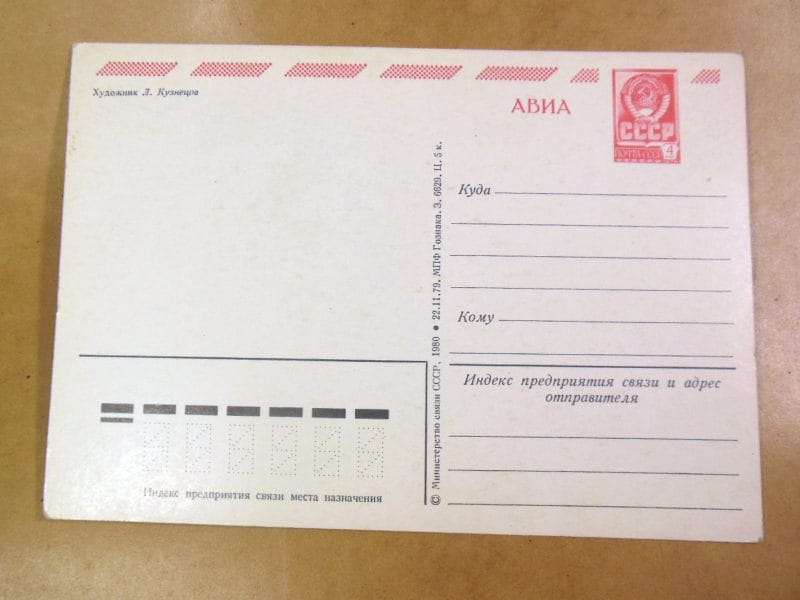 Художник Л. Кузнецов
АВИА
СССР
ПОЧТА СССР
4
Куда
Кому
Индекс предприятия связи и адрес
отправителя
© Министерство связи СССР, 1980 • 22.11.79. МПФ Гознака. З. 6629. Ц. 5 к.
Индекс предприятия связи места назначения